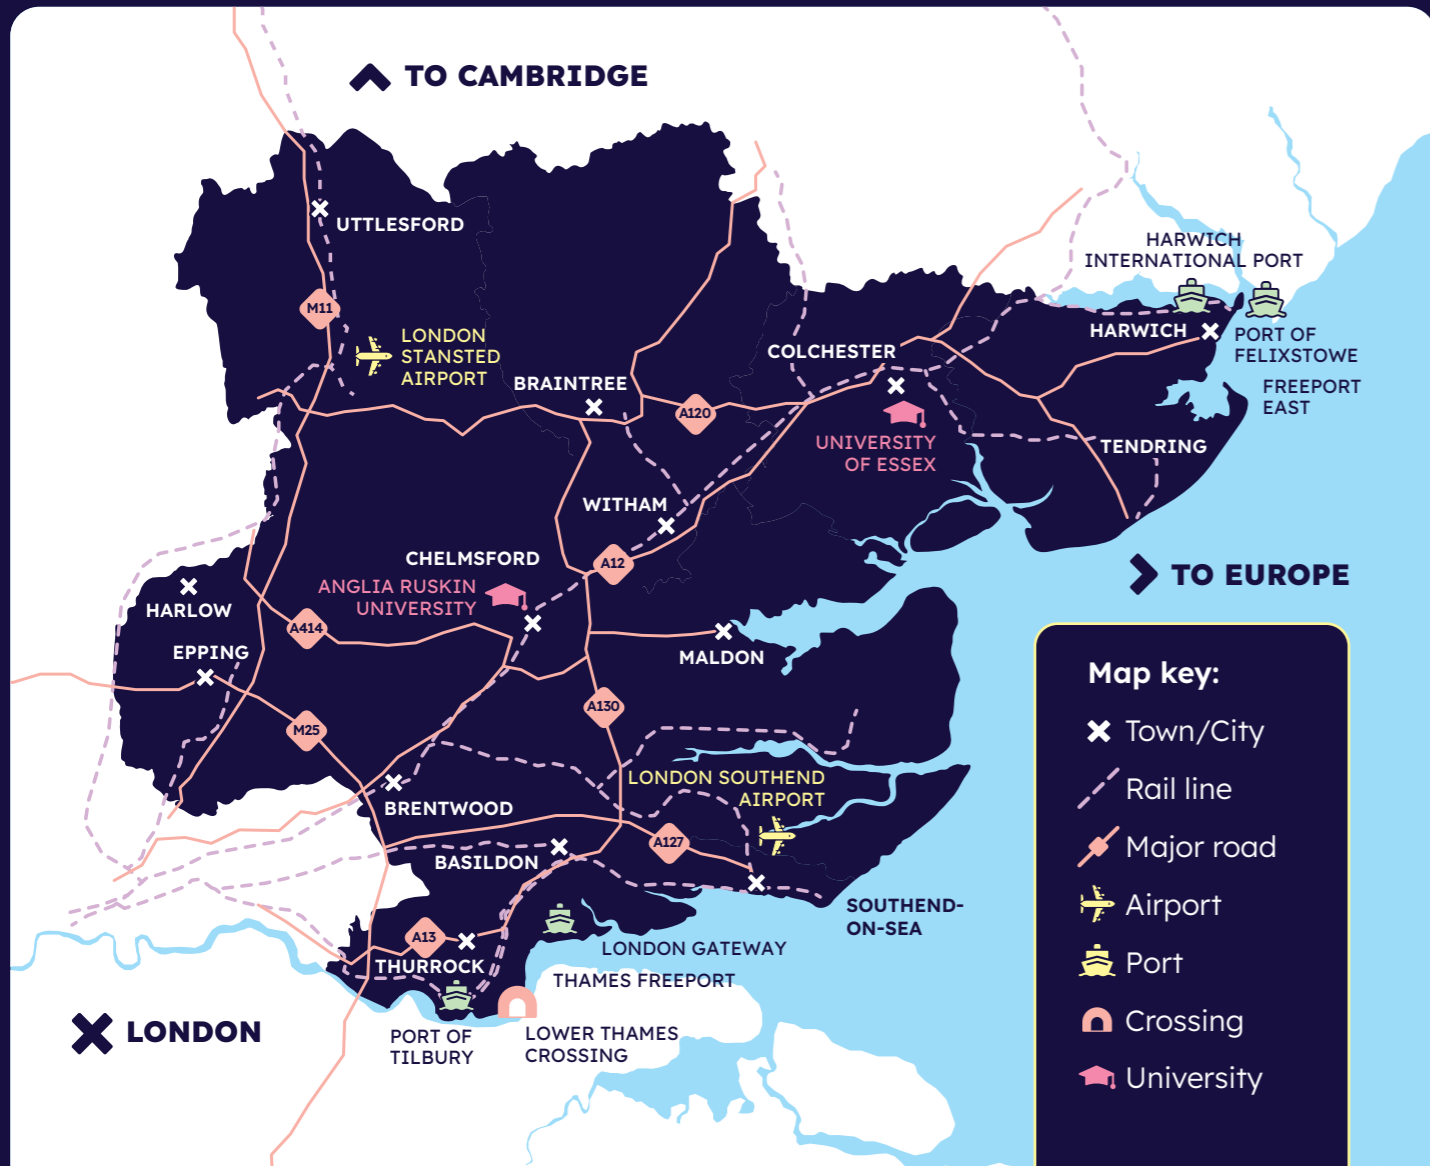 TO CAMBRIDGE
UTTLESFORD
HARWICH
INTERNATIONAL PORT
M11
LONDON
STANSTED
AIRPORT
HARWICH
PORT OF
FELIXSTOWE
COLCHESTER
BRAINTREE
FREEPORT
EAST
A120
UNIVERSITY
OF ESSEX
TENDRING
WITHAM
CHELMSFORD
A12
ANGLIA RUSKIN
UNIVERSITY
TO EUROPE
HARLOW
A414
EPPING
MALDON
A130
M25
LONDON SOUTHEND
AIRPORT
BRENTWOOD
A127
BASILDON
SOUTHEND-
ON-SEA
A13
LONDON GATEWAY
THURROCK
THAMES FREEPORT
LONDON
PORT OF
TILBURY
LOWER THAMES
CROSSING
Map key:
Town/City
Rail line
Major road
Airport
Port
Crossing
University